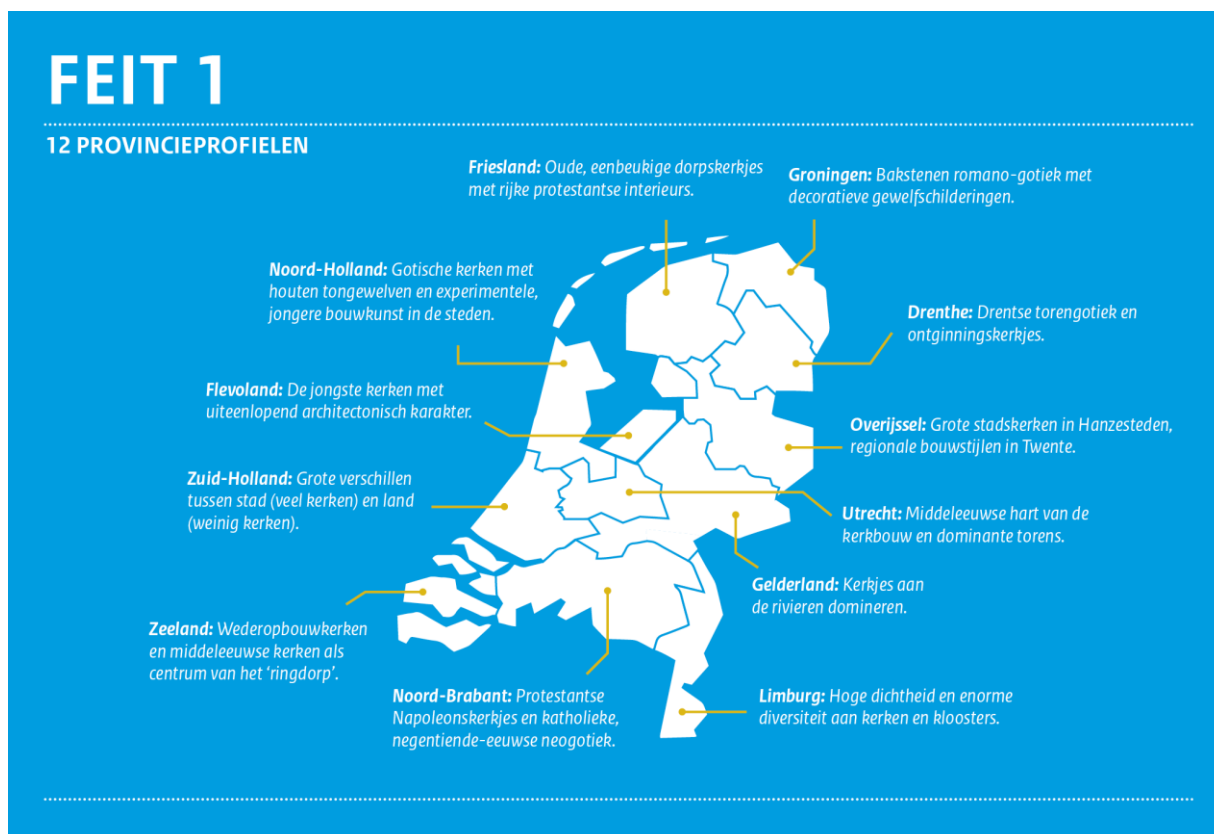 FEIT 1
12 PROVINCIEPROFIELEN
Friesland: Oude, eenbeukige dorpskerkjes
met rijke protestantse interieurs.
Groningen: Bakstenen romano-gotiek met
decoratieve gewelfschilderingen.
Noord-Holland: Gotische kerken met
houten tongewelven en experimentele,
jongere bouwkunst in de steden.
Drenthe: Drentse torengotiek en
ontginningskerkjes.
Flevoland: De jongste kerken met
uiteenlopend architectonisch karakter.
Overijssel: Grote stadskerken in Hanzesteden,
regionale bouwstijlen in Twente.
Zuid-Holland: Grote verschillen
tussen stad (veel kerken) en land
(weinig kerken).
Utrecht: Middeleeuwse hart van de
kerkbouw en dominante torens.
Gelderland: Kerkjes aan
de rivieren domineren.
Zeeland: Wederopbouwkerken
en middeleeuwse kerken als
centrum van het ‘ringdorp’.
Noord-Brabant: Protestantse
Napoleonskerkjes en katholieke,
negentiende-eeuwse neogotiek.
Limburg: Hoge dichtheid en enorme
diversiteit aan kerken en kloosters.